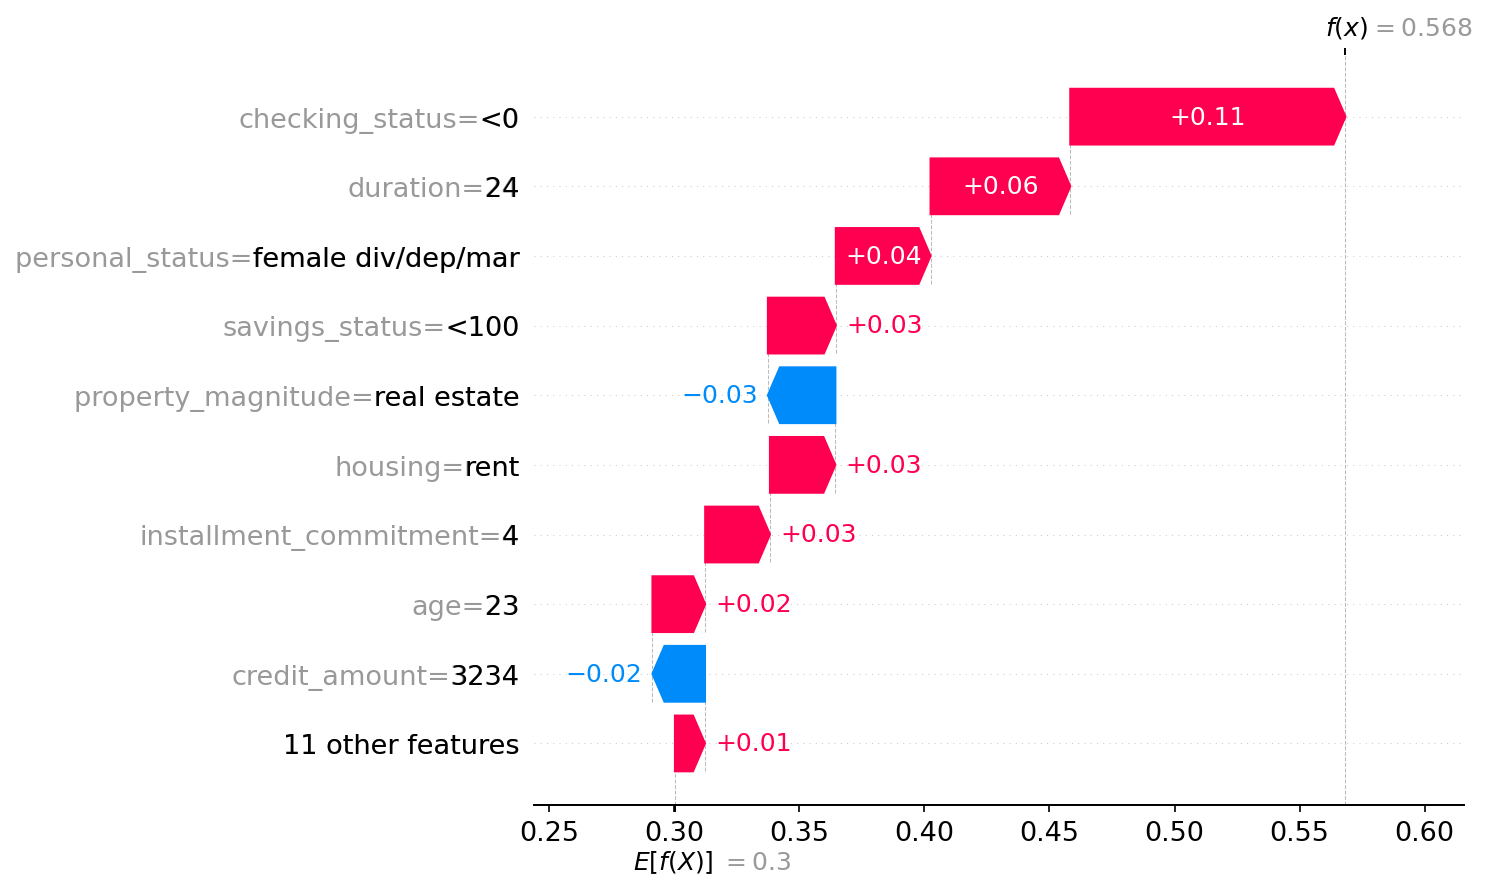 f(x) = 0.568
checking_status=<0 +0.11
duration=24 +0.06
personal_status=female div/dep/mar +0.04
savings_status=<100 +0.03
property_magnitude=real estate −0.03
housing=rent +0.03
installment_commitment=4 +0.03
age=23 +0.02
credit_amount=3234 −0.02
11 other features +0.01
0.25 0.30 0.35 0.40 0.45 0.50 0.55 0.60
E[f(X)] = 0.3